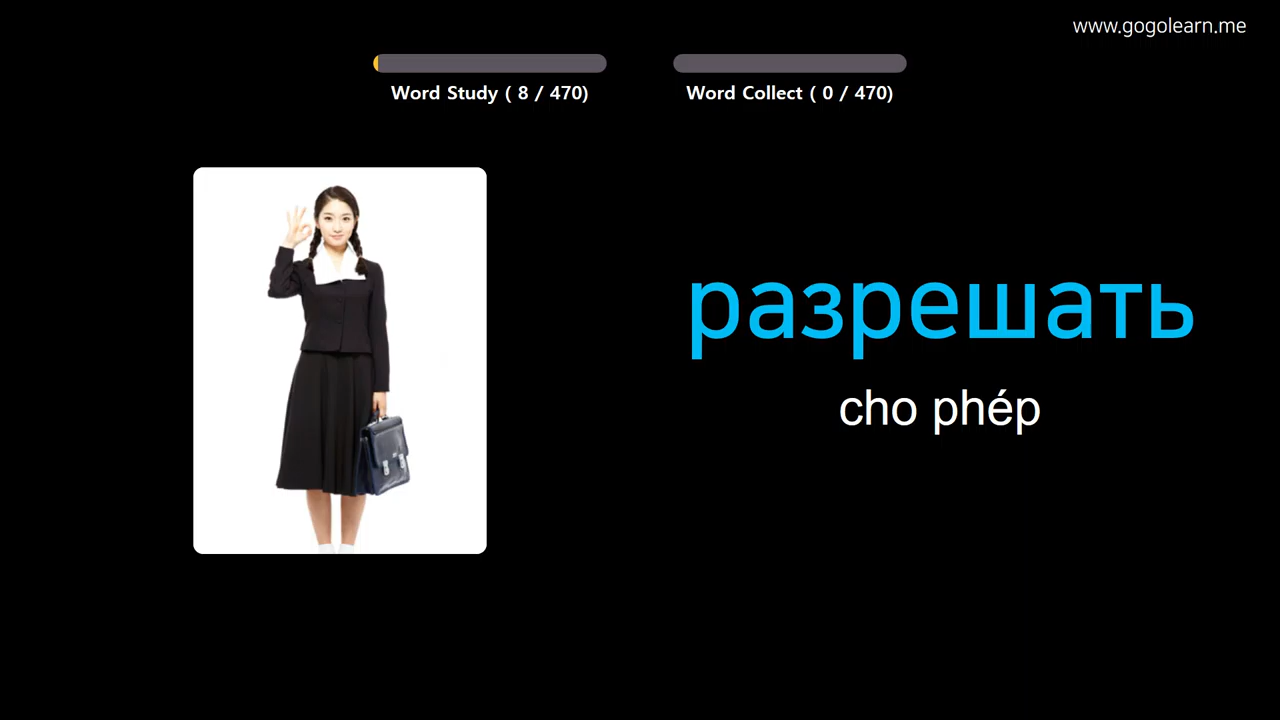 www.gogolearn.me
Word Study ( 8 / 470)
Word Collect ( 0 / 470)
разрешать
cho phép